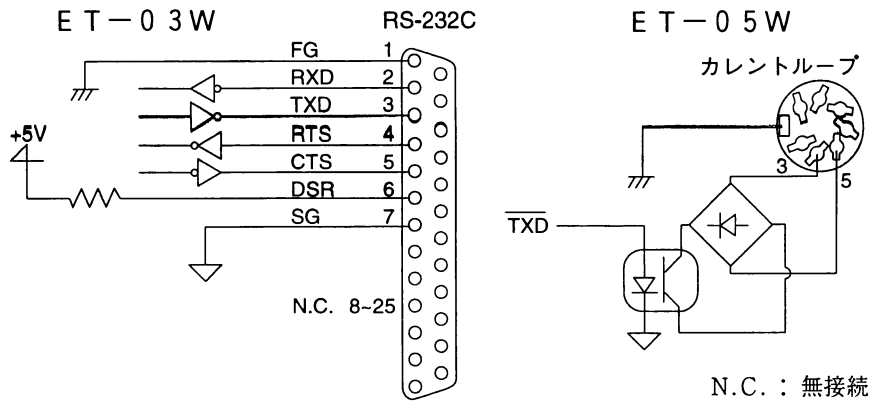 ET-03W
RS-232C
FG 1
RXD 2
TXD 3
+5V
RTS 4
CTS 5
DSR 6
SG 7
N.C. 8~25
ET-05W
カレントループ
3
5
TXD
N.C.：無接続